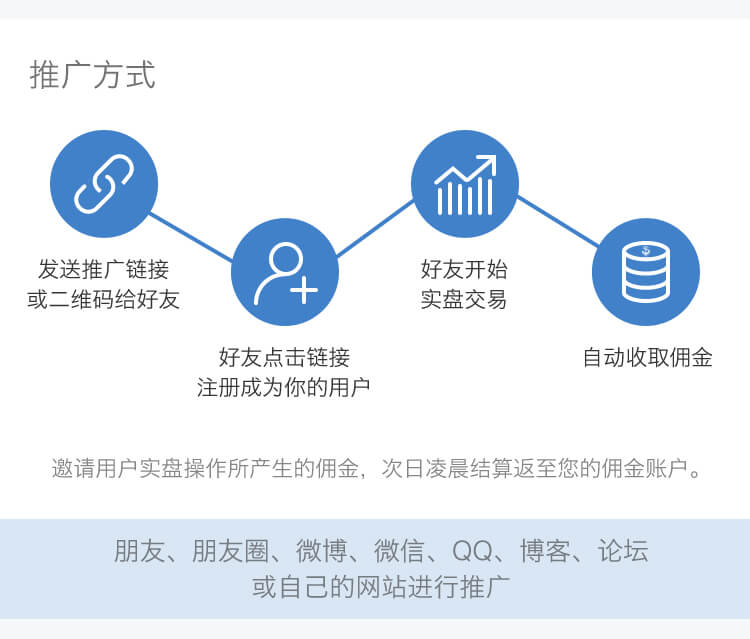 推广方式
发送推广链接
或二维码给好友
好友点击链接
注册成为你的用户
好友开始
实盘交易
$
自动收取佣金
邀请用户实盘操作所产生的佣金，次日凌晨结算返至您的佣金账户。
朋友、朋友圈、微博、微信、QQ、博客、论坛
或自己的网站进行推广